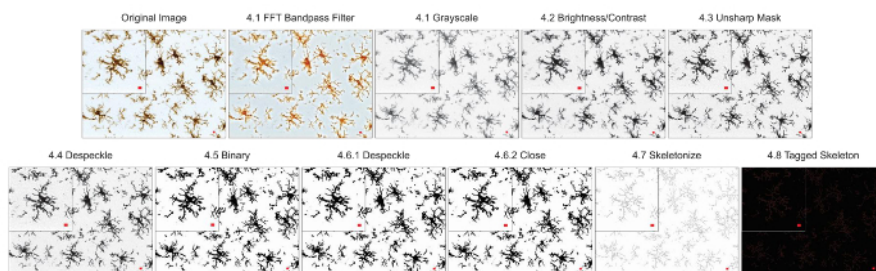 Original Image
4.1 FFT Bandpass Filter
4.1 Grayscale
4.2 Brightness/Contrast
4.3 Unsharp Mask
4.4 Despeckle
4.5 Binary
4.6.1 Despeckle
4.6.2 Close
4.7 Skeletonize
4.8 Tagged Skeleton